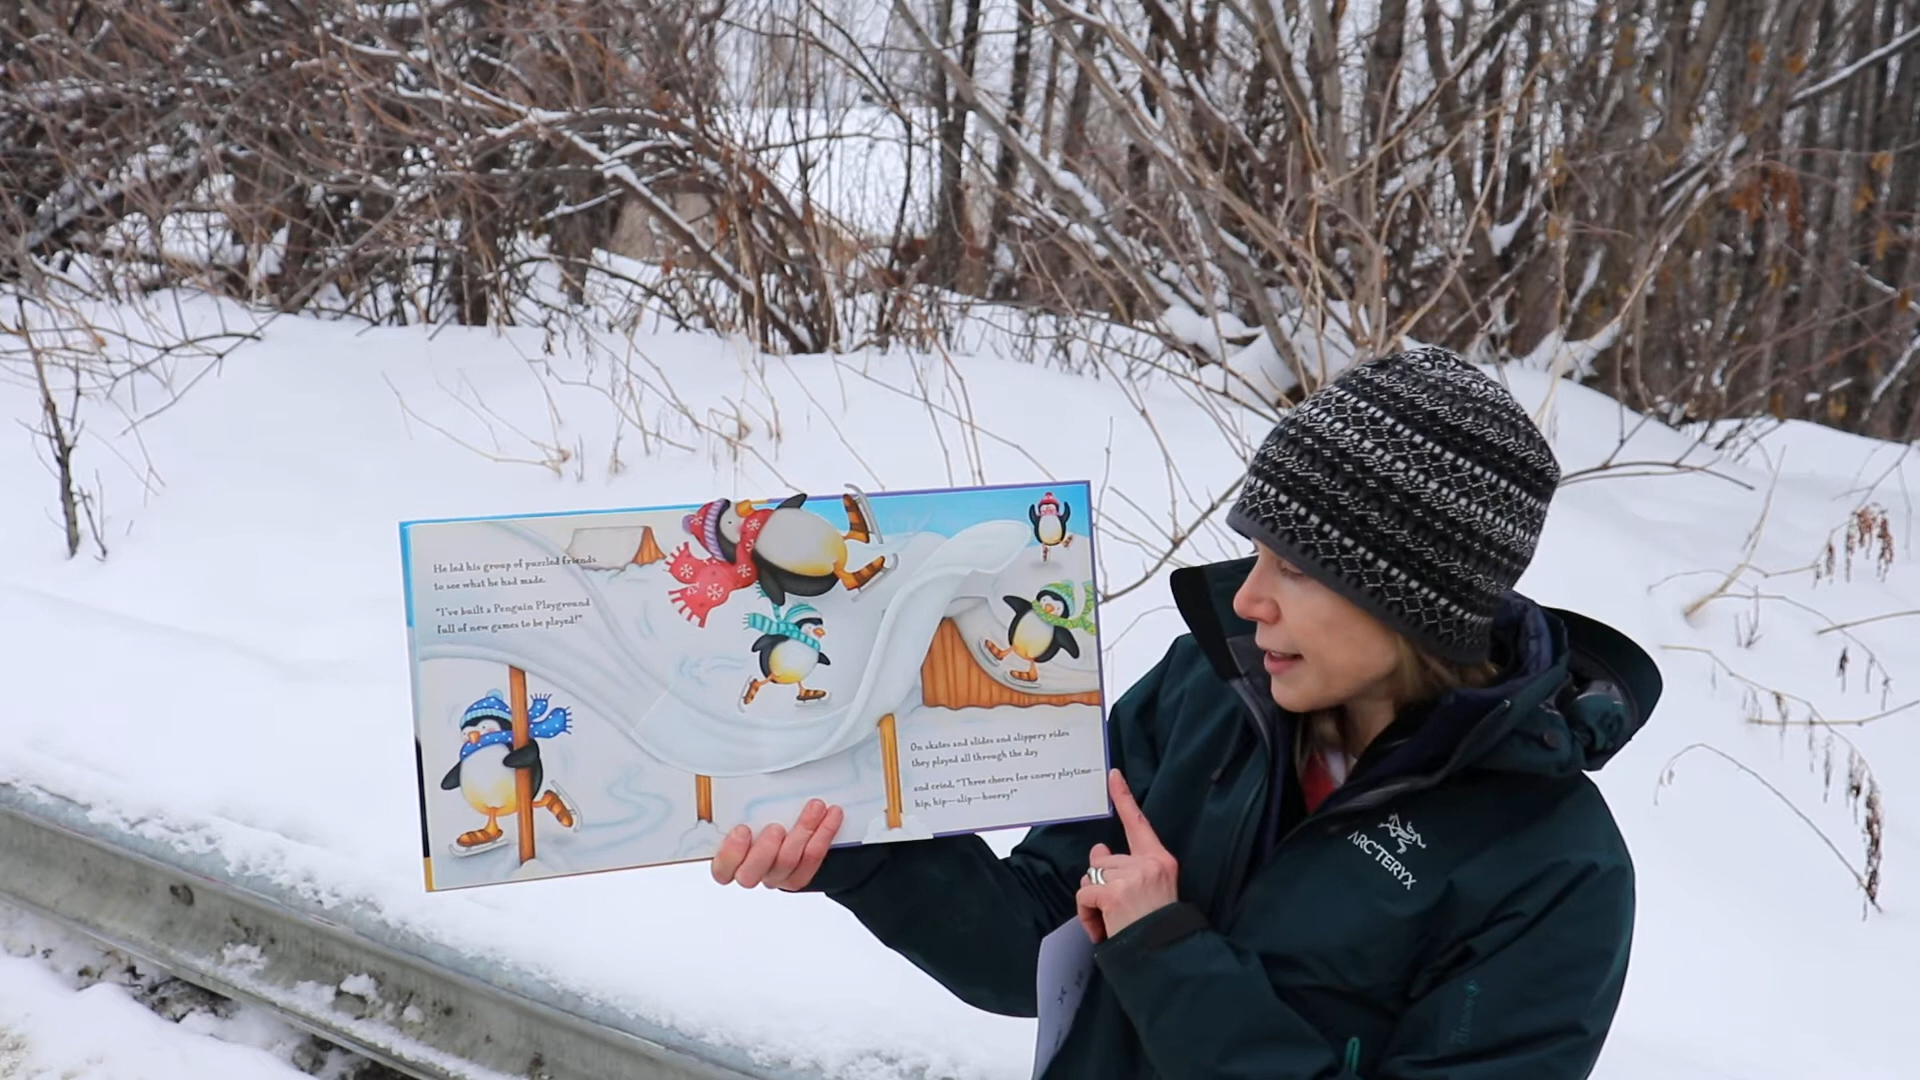 He led his group of puzzled friends
to see what he had made.
"I've built a Penguin Playground
full of new games to be played!"
On skates and slides and slippery rides
they played all through the day
and cried, "Three cheers for snowy playtime—
hip, hip—slip—hooray!"
ARC'TERYX